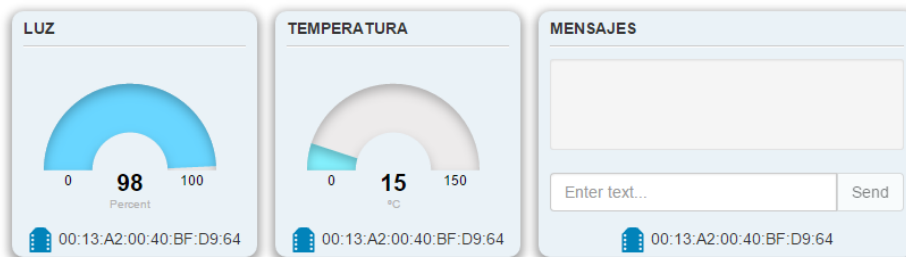 LUZ
0
98
100
Percent
00:13:A2:00:40:BF:D9:64
TEMPERATURA
0
15
150
ºC
00:13:A2:00:40:BF:D9:64
MENSAJES
Enter text...
Send
00:13:A2:00:40:BF:D9:64